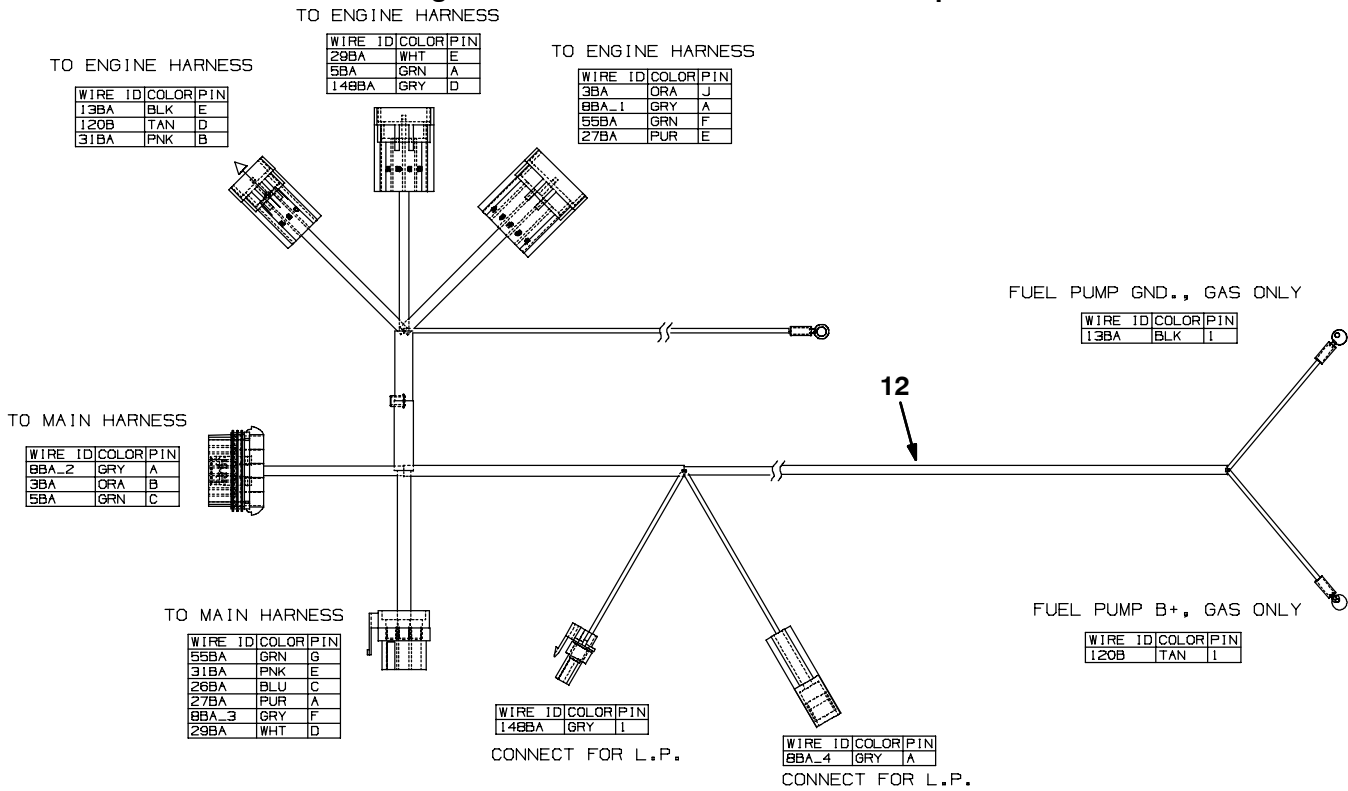 TO ENGINE HARNESS
WIRE ID COLOR PIN
29BA WHT E
5BA GRN A
148BA GRY D
TO ENGINE HARNESS
WIRE ID COLOR PIN
3BA ORA J
8BA_1 GRY A
55BA GRN F
27BA PUR E
TO ENGINE HARNESS
WIRE ID COLOR PIN
13BA BLK E
120B TAN D
31BA PNK B
FUEL PUMP GND., GAS ONLY
WIRE ID COLOR PIN
13BA BLK 1
12
TO MAIN HARNESS
WIRE ID COLOR PIN
8BA_2 GRY A
3BA ORA B
5BA GRN C
TO MAIN HARNESS
WIRE ID COLOR PIN
55BA GRN G
31BA PNK E
26BA BLU C
27BA PUR A
8BA_3 GRY F
29BA WHT D
FUEL PUMP B+, GAS ONLY
WIRE ID COLOR PIN
120B TAN 1
WIRE ID COLOR PIN
148BA GRY 1
CONNECT FOR L.P.
WIRE ID COLOR PIN
8BA_4 GRY A
CONNECT FOR L.P.